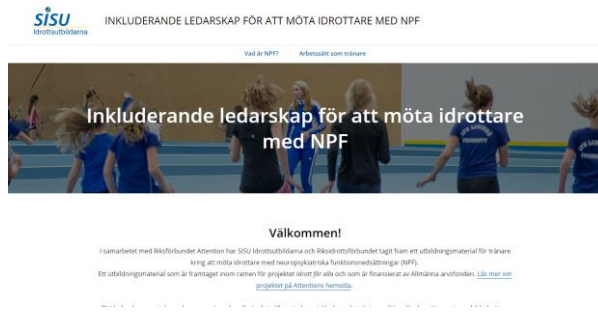 SISU
Idrottsutbildarna
INKLUDERANDE LEDARSKAP FÖR ATT MÖTA IDROTTARE MED NPF
Vad är NPF? Arbetssätt som tränare
Inkluderande ledarskap för att möta idrottare
med NPF
Välkommen!
I samarbetet med Riksförbundet Attention har SISU Idrottsutbildarna och Riksidrottsförbundet tagit fram ett utbildningsmaterial för tränare
kring att möta idrottare med neuropsykiatriska funktionsnedsättningar (NPF).
Ett utbildningsmaterial som är framtaget inom ramen för projektet idrott för alla och som är finansierat av Allmänna arvsfonden. Läs mer om
projektet på Attentions hemsida.